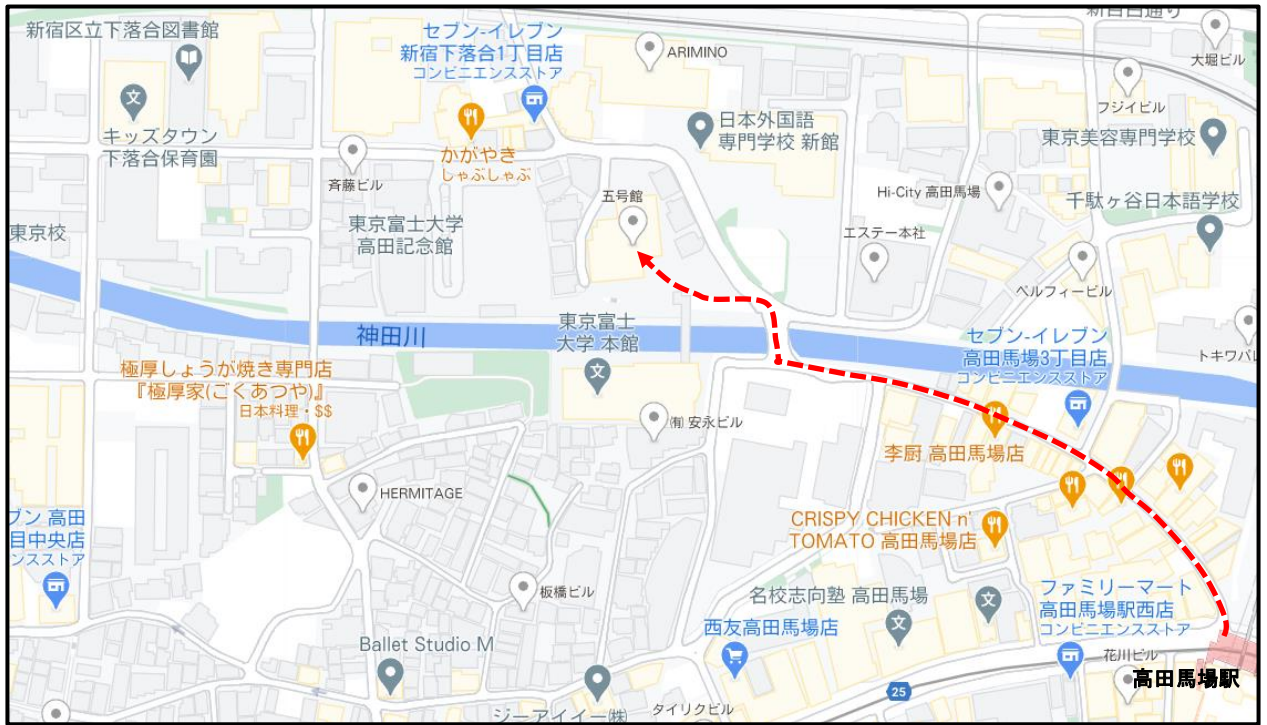 新目白通り
新宿区立下落合図書館
セブン-イレブン
新宿下落合1丁目店
コンビニエンスストア
ARIMINO
大堀ビル
フジイビル
キッズタウン
下落合保育園
かがやき
しゃぶしゃぶ
日本外国語
専門学校 新館
東京美容専門学校
斉藤ビル
五号館
Hi-City 高田馬場
千駄ヶ谷日本語学校
東京校
東京富士大学
高田記念館
エステー本社
ベルフィービル
神田川
東京富士
大学 本館
セブン-イレブン
高田馬場3丁目店
コンビニエンスストア
トキワパレ
極厚しょうが焼き専門店
『極厚家(ごくあつや)』
日本料理・$$
㈲ 安永ビル
李厨 高田馬場店
HERMITAGE
ブン 高田
目中央店
ンスストア
CRISPY CHICKEN n'
TOMATO 高田馬場店
板橋ビル
名校志向塾 高田馬場
ファミリーマート
高田馬場駅西店
コンビニエンスストア
西友高田馬場店
Ballet Studio M
花川ビル
高田馬場駅
25
ジーアイイー㈱
タイリクビル